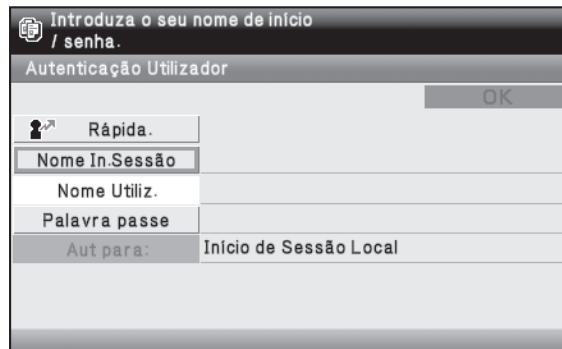 Introduza o seu nome de início
/ senha.
Autenticação Utilizador
OK
Rápida.
Nome In.Sessão
Nome Utiliz.
Palavra passe
Aut para: Início de Sessão Local